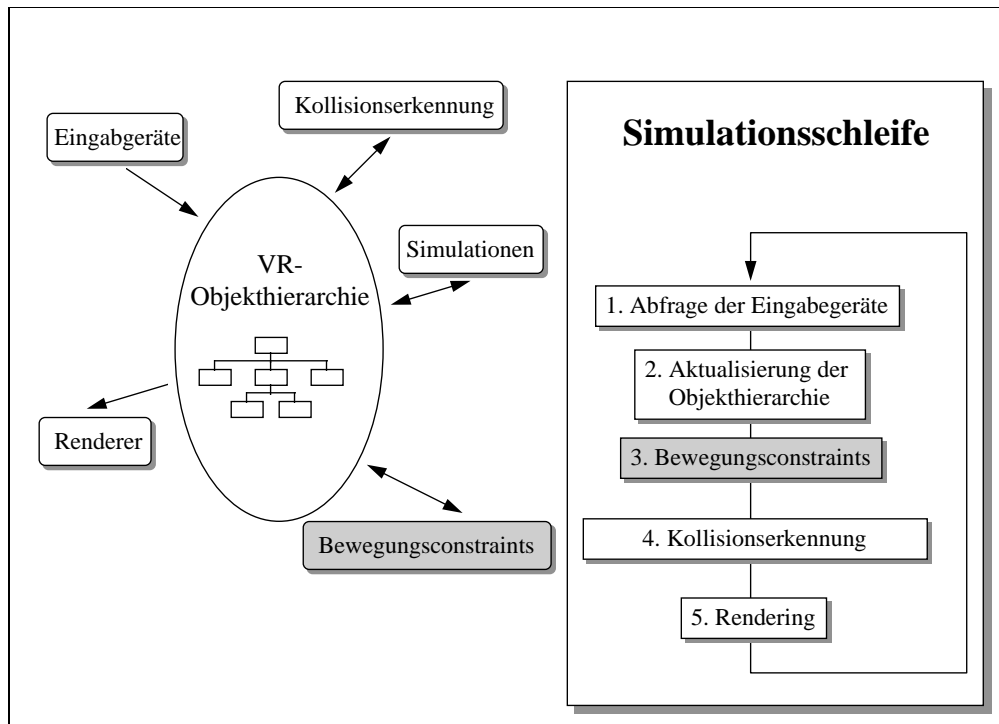 Kollisionserkennung
Eingabgeräte
Simulationen
VR-
Objekthierarchie
Renderer
Bewegungsconstraints
Simulationsschleife
1. Abfrage der Eingabegeräte
2. Aktualisierung der
Objekthierarchie
3. Bewegungsconstraints
4. Kollisionserkennung
5. Rendering